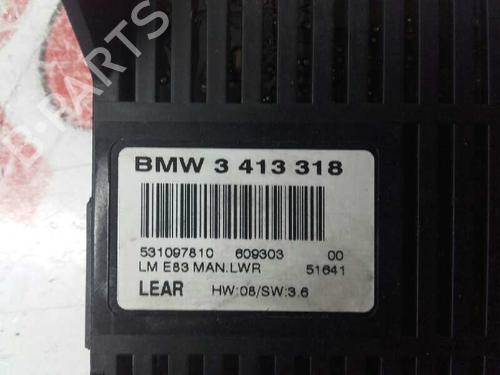 B-PARTS
BMW 3 413 318
531097810 609303 00
LM E83 MAN.LWR 51641
LEAR HW:08/SW:3.6